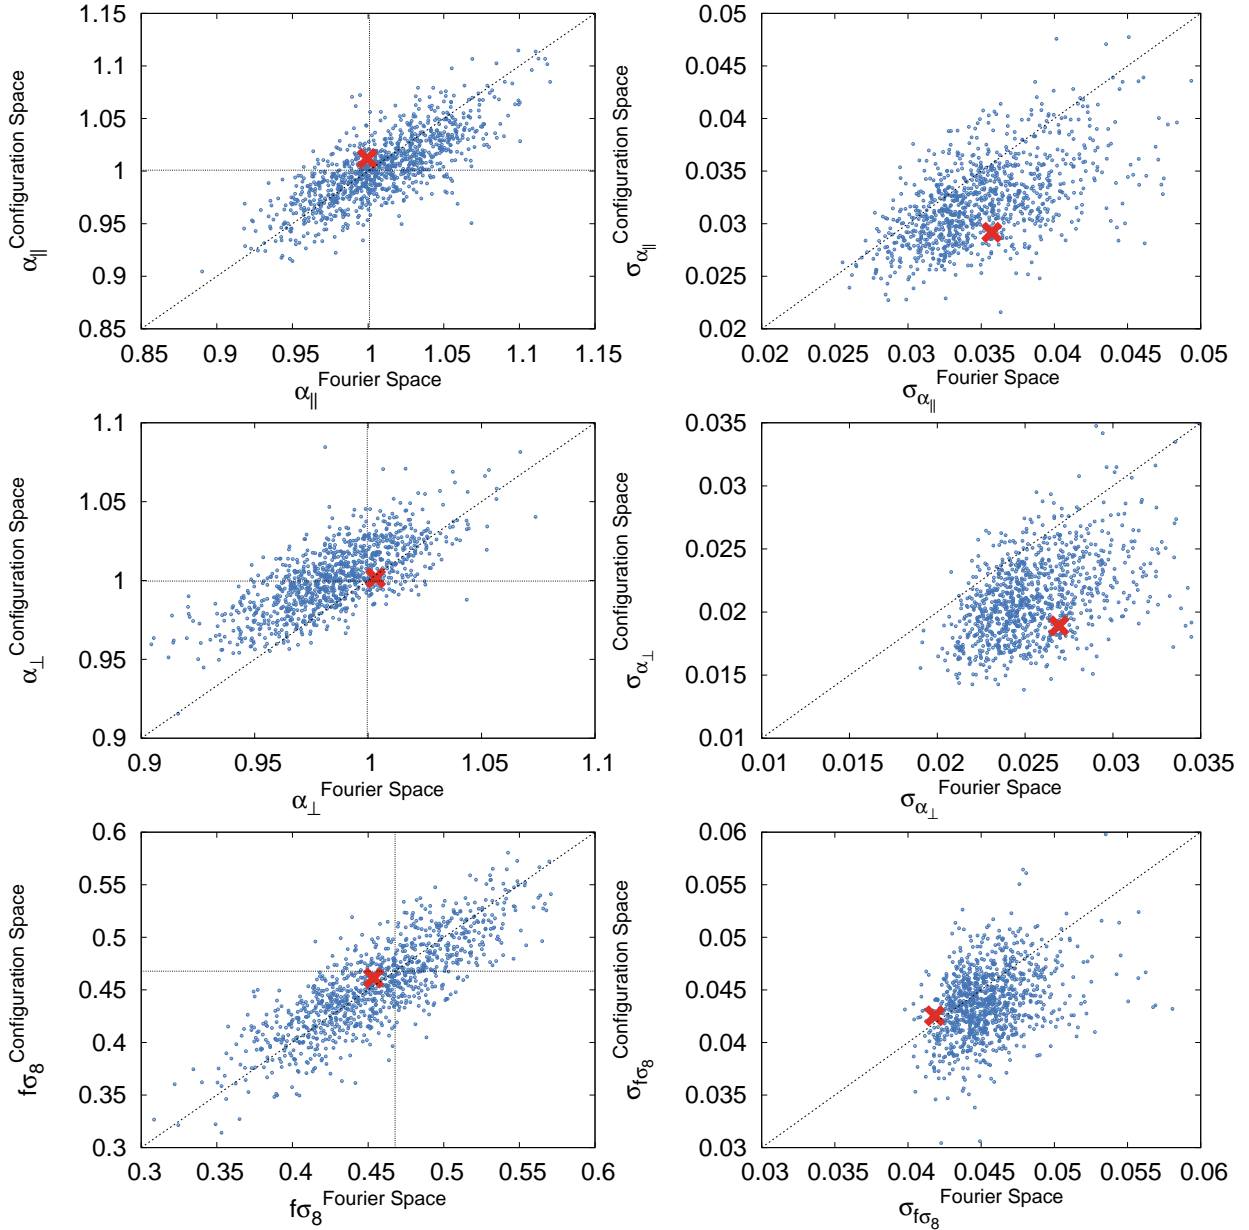 1.15
1.1
1.05
1
0.95
0.9
0.85
α∥ Configuration Space
0.85 0.9 0.95 1 1.05 1.1 1.15
α∥ Fourier Space
0.05
0.045
0.04
0.035
0.03
0.025
0.02
σα∥ Configuration Space
0.02 0.025 0.03 0.035 0.04 0.045 0.05
σα∥ Fourier Space
1.1
1.05
1
0.95
0.9
α⊥ Configuration Space
0.9 0.95 1 1.05 1.1
α⊥ Fourier Space
0.035
0.03
0.025
0.02
0.015
0.01
σα⊥ Configuration Space
0.01 0.015 0.02 0.025 0.03 0.035
σα⊥ Fourier Space
0.6
0.55
0.5
0.45
0.4
0.35
0.3
fσ8 Configuration Space
0.3 0.35 0.4 0.45 0.5 0.55 0.6
fσ8 Fourier Space
0.06
0.055
0.05
0.045
0.04
0.035
0.03
σfσ8 Configuration Space
0.03 0.035 0.04 0.045 0.05 0.055 0.06
σfσ8 Fourier Space